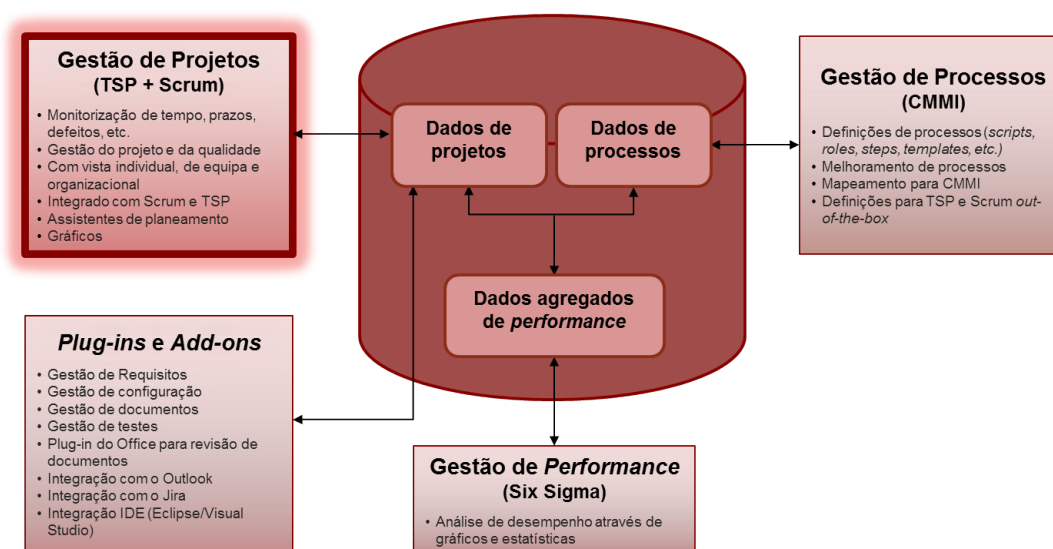 Gestão de Projetos
(TSP + Scrum)
• Monitorização de tempo, prazos,
defeitos, etc.
• Gestão do projeto e da qualidade
• Com vista individual, de equipa e
organizacional
• Integrado com Scrum e TSP
• Assistentes de planeamento
• Gráficos
Dados de
projetos
Dados de
processos
Dados agregados
de performance
Gestão de Processos
(CMMI)
• Definições de processos (scripts,
roles, steps, templates, etc.)
• Melhoramento de processos
• Mapeamento para CMMI
• Definições para TSP e Scrum out-
of-the-box
Plug-ins e Add-ons
• Gestão de Requisitos
• Gestão de configuração
• Gestão de documentos
• Gestão de testes
• Plug-in do Office para revisão de
documentos
• Integração com o Outlook
• Integração com o Jira
• Integração IDE (Eclipse/Visual
Studio)
Gestão de Performance
(Six Sigma)
• Análise de desempenho através de
gráficos e estatísticas